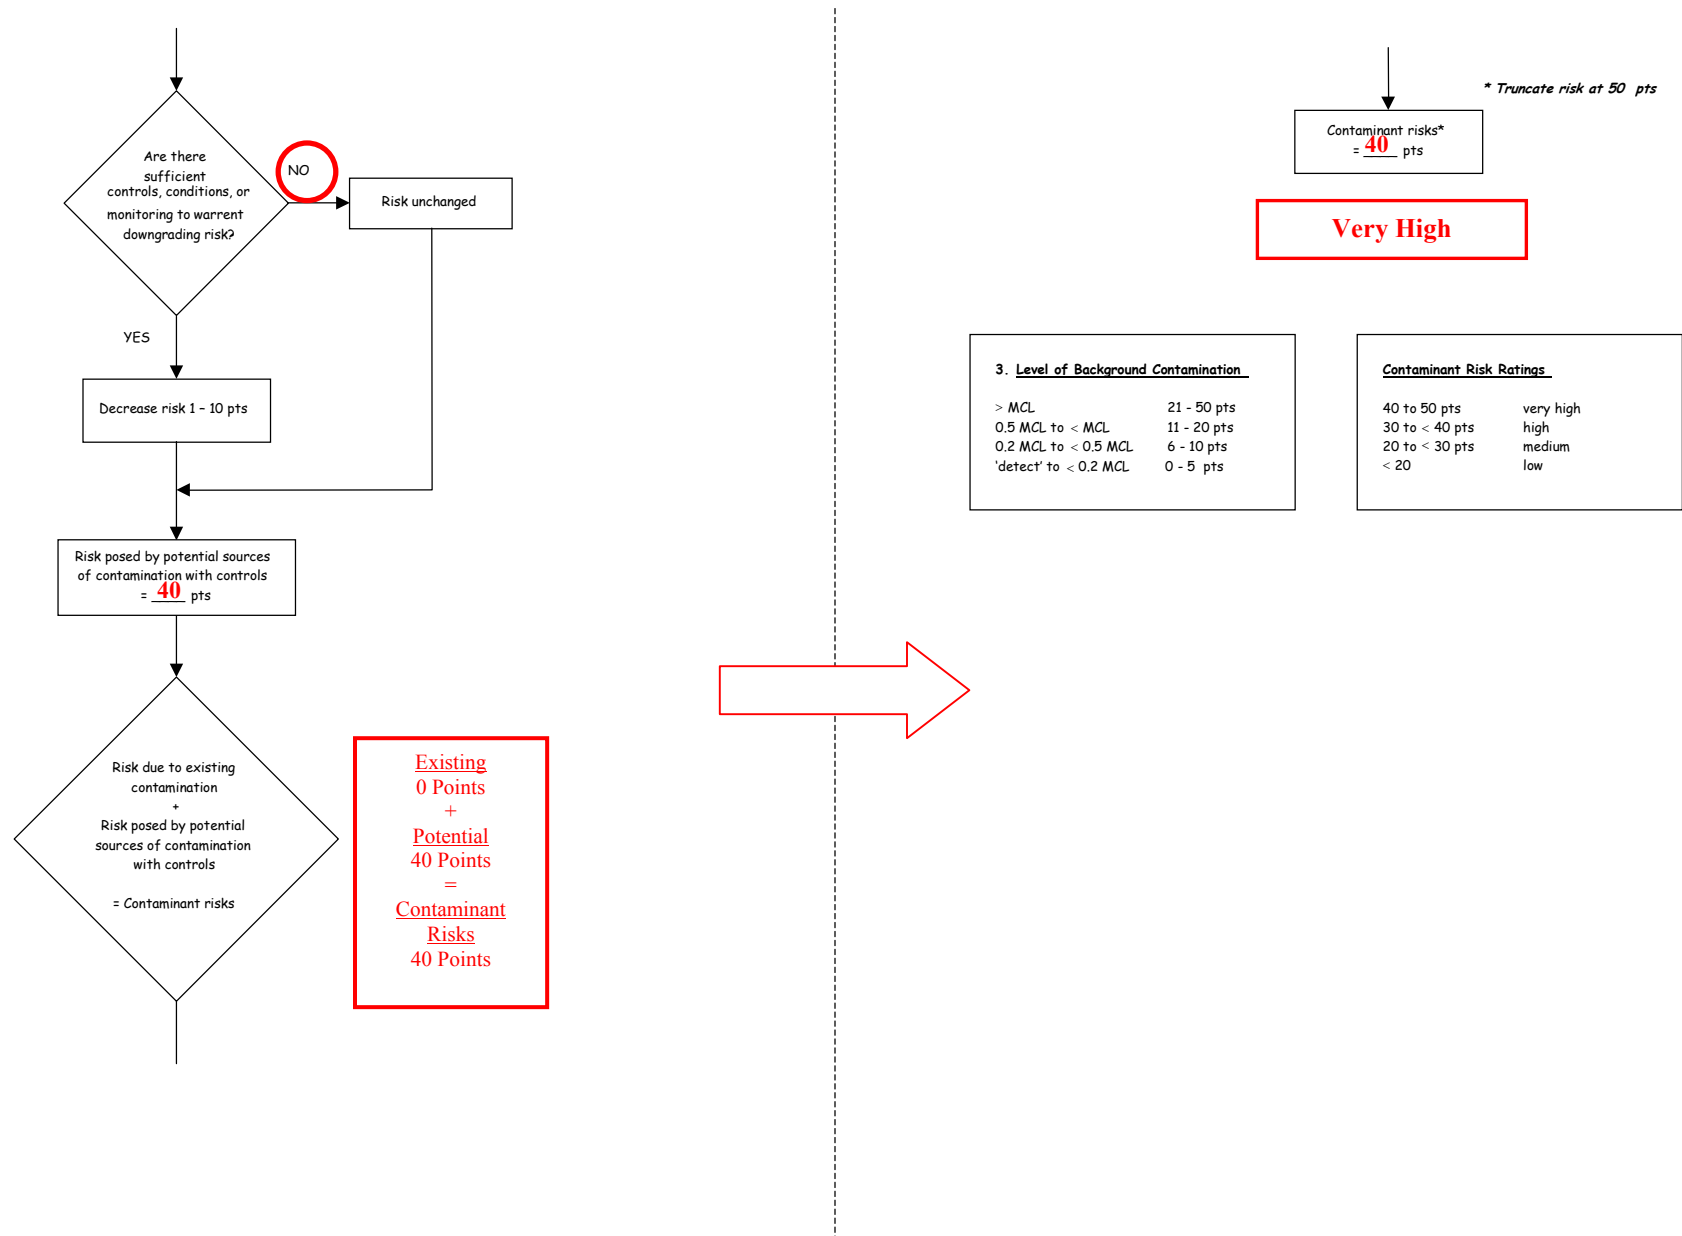 Are there
sufficient
controls, conditions, or
monitoring to warrent
downgrading risk?
NO
Risk unchanged
YES
Decrease risk 1 – 10 pts
Risk posed by potential sources
of contamination with controls
= 40 pts
Risk due to existing
contamination
+
Risk posed by potential
sources of contamination
with controls
= Contaminant risks
Existing
0 Points
+
Potential
40 Points
=
Contaminant
Risks
40 Points
* Truncate risk at 50 pts
Contaminant risks*
= 40 pts
Very High
3. Level of Background Contamination
> MCL 21 - 50 pts
0.5 MCL to < MCL 11 - 20 pts
0.2 MCL to < 0.5 MCL 6 - 10 pts
‘detect’ to < 0.2 MCL 0 - 5 pts
Contaminant Risk Ratings
40 to 50 pts very high
30 to < 40 pts high
20 to < 30 pts medium
< 20 low